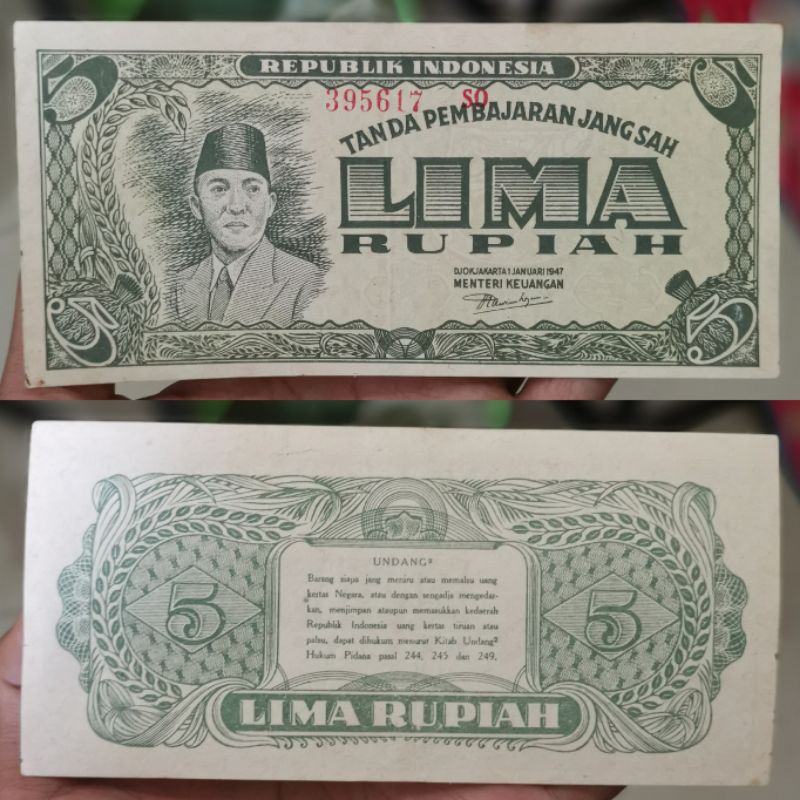 5 REPUBLIK INDONESIA 5
395617 SO
TANDA PEMBAJARAN JANG SAH
LIMA
RUPIAH
DJOKJAKARTA 1 JANUARI 1947
MENTERI KEUANGAN
5 5
UNDANG²
Barang siapa jang meniru atau memalsu uang
kertas Negara, atau dengan sengadja mengedar-
kan, menjimpan ataupun memasukkan kedaerah
Republik Indonesia uang kertas tiruan atau
palsu, dapat dihukum menurut Kitab Undang²
Hukum Pidana pasal 244, 245 dan 249.
5 5
LIMA RUPIAH